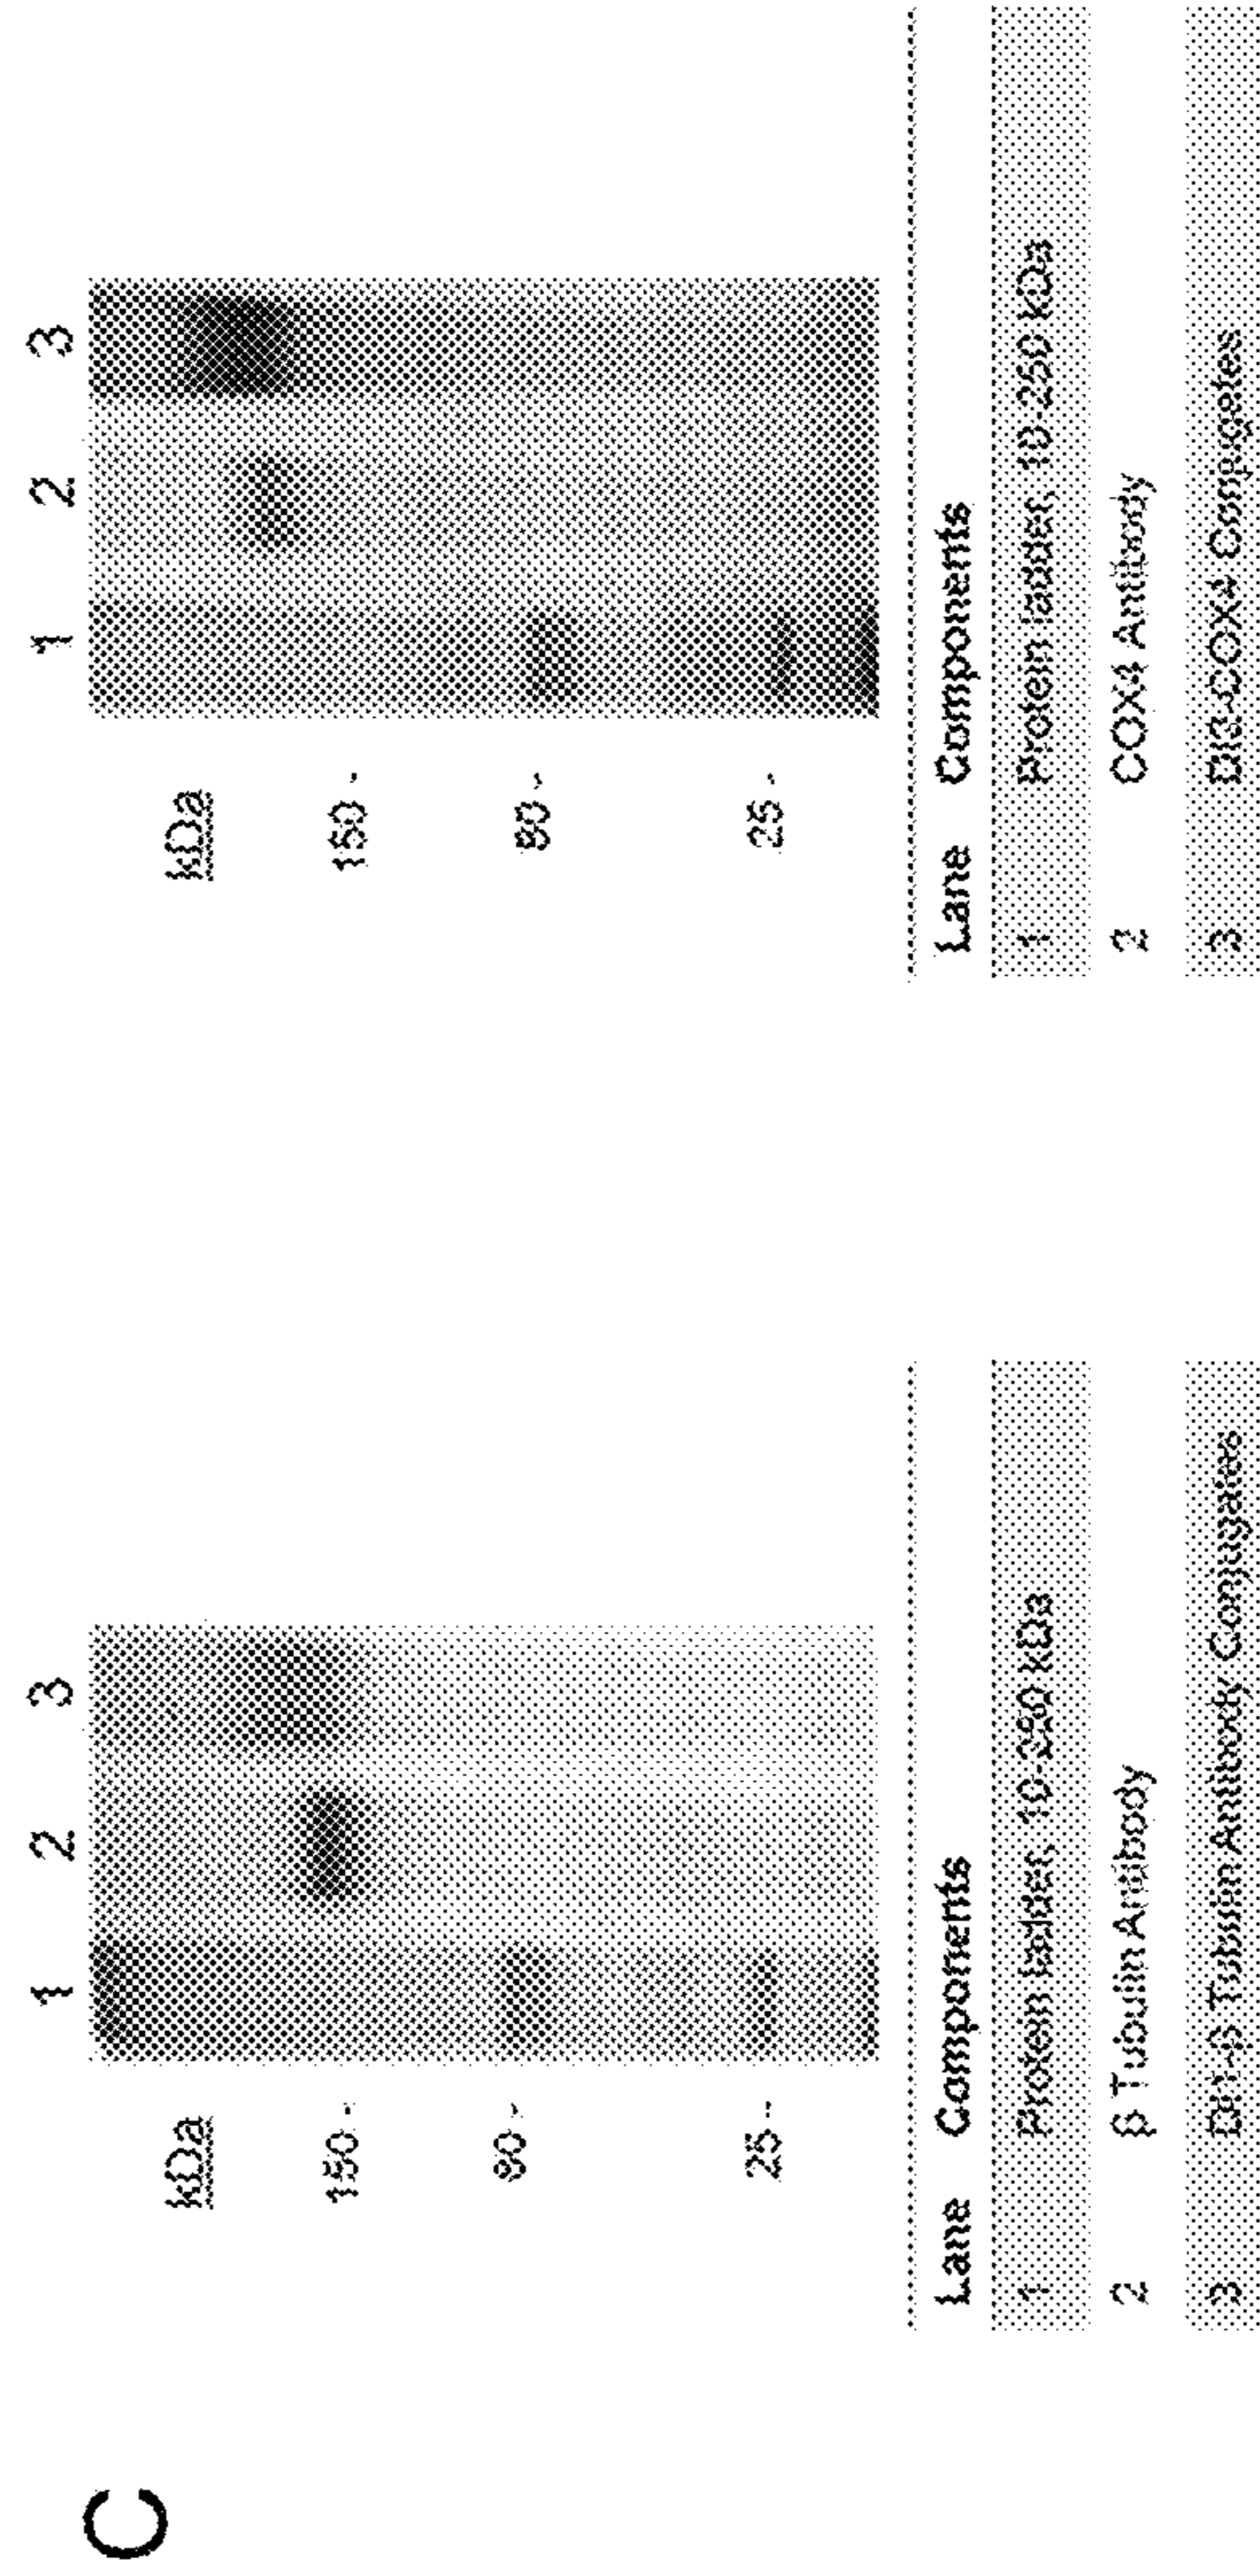 C
1 2 3
kDa
150 -
80 -
25 -
Lane Components
1 Protein ladder, 10-250 kDa
2 β Tubulin Antibody
3 Tubulin Antibody Conjugates
1 2 3
kDa
150 -
80 -
25 -
Lane Components
1 Protein ladder, 10-250 kDa
2 COX4 Antibody
3 DI3-COX4 Conjugates